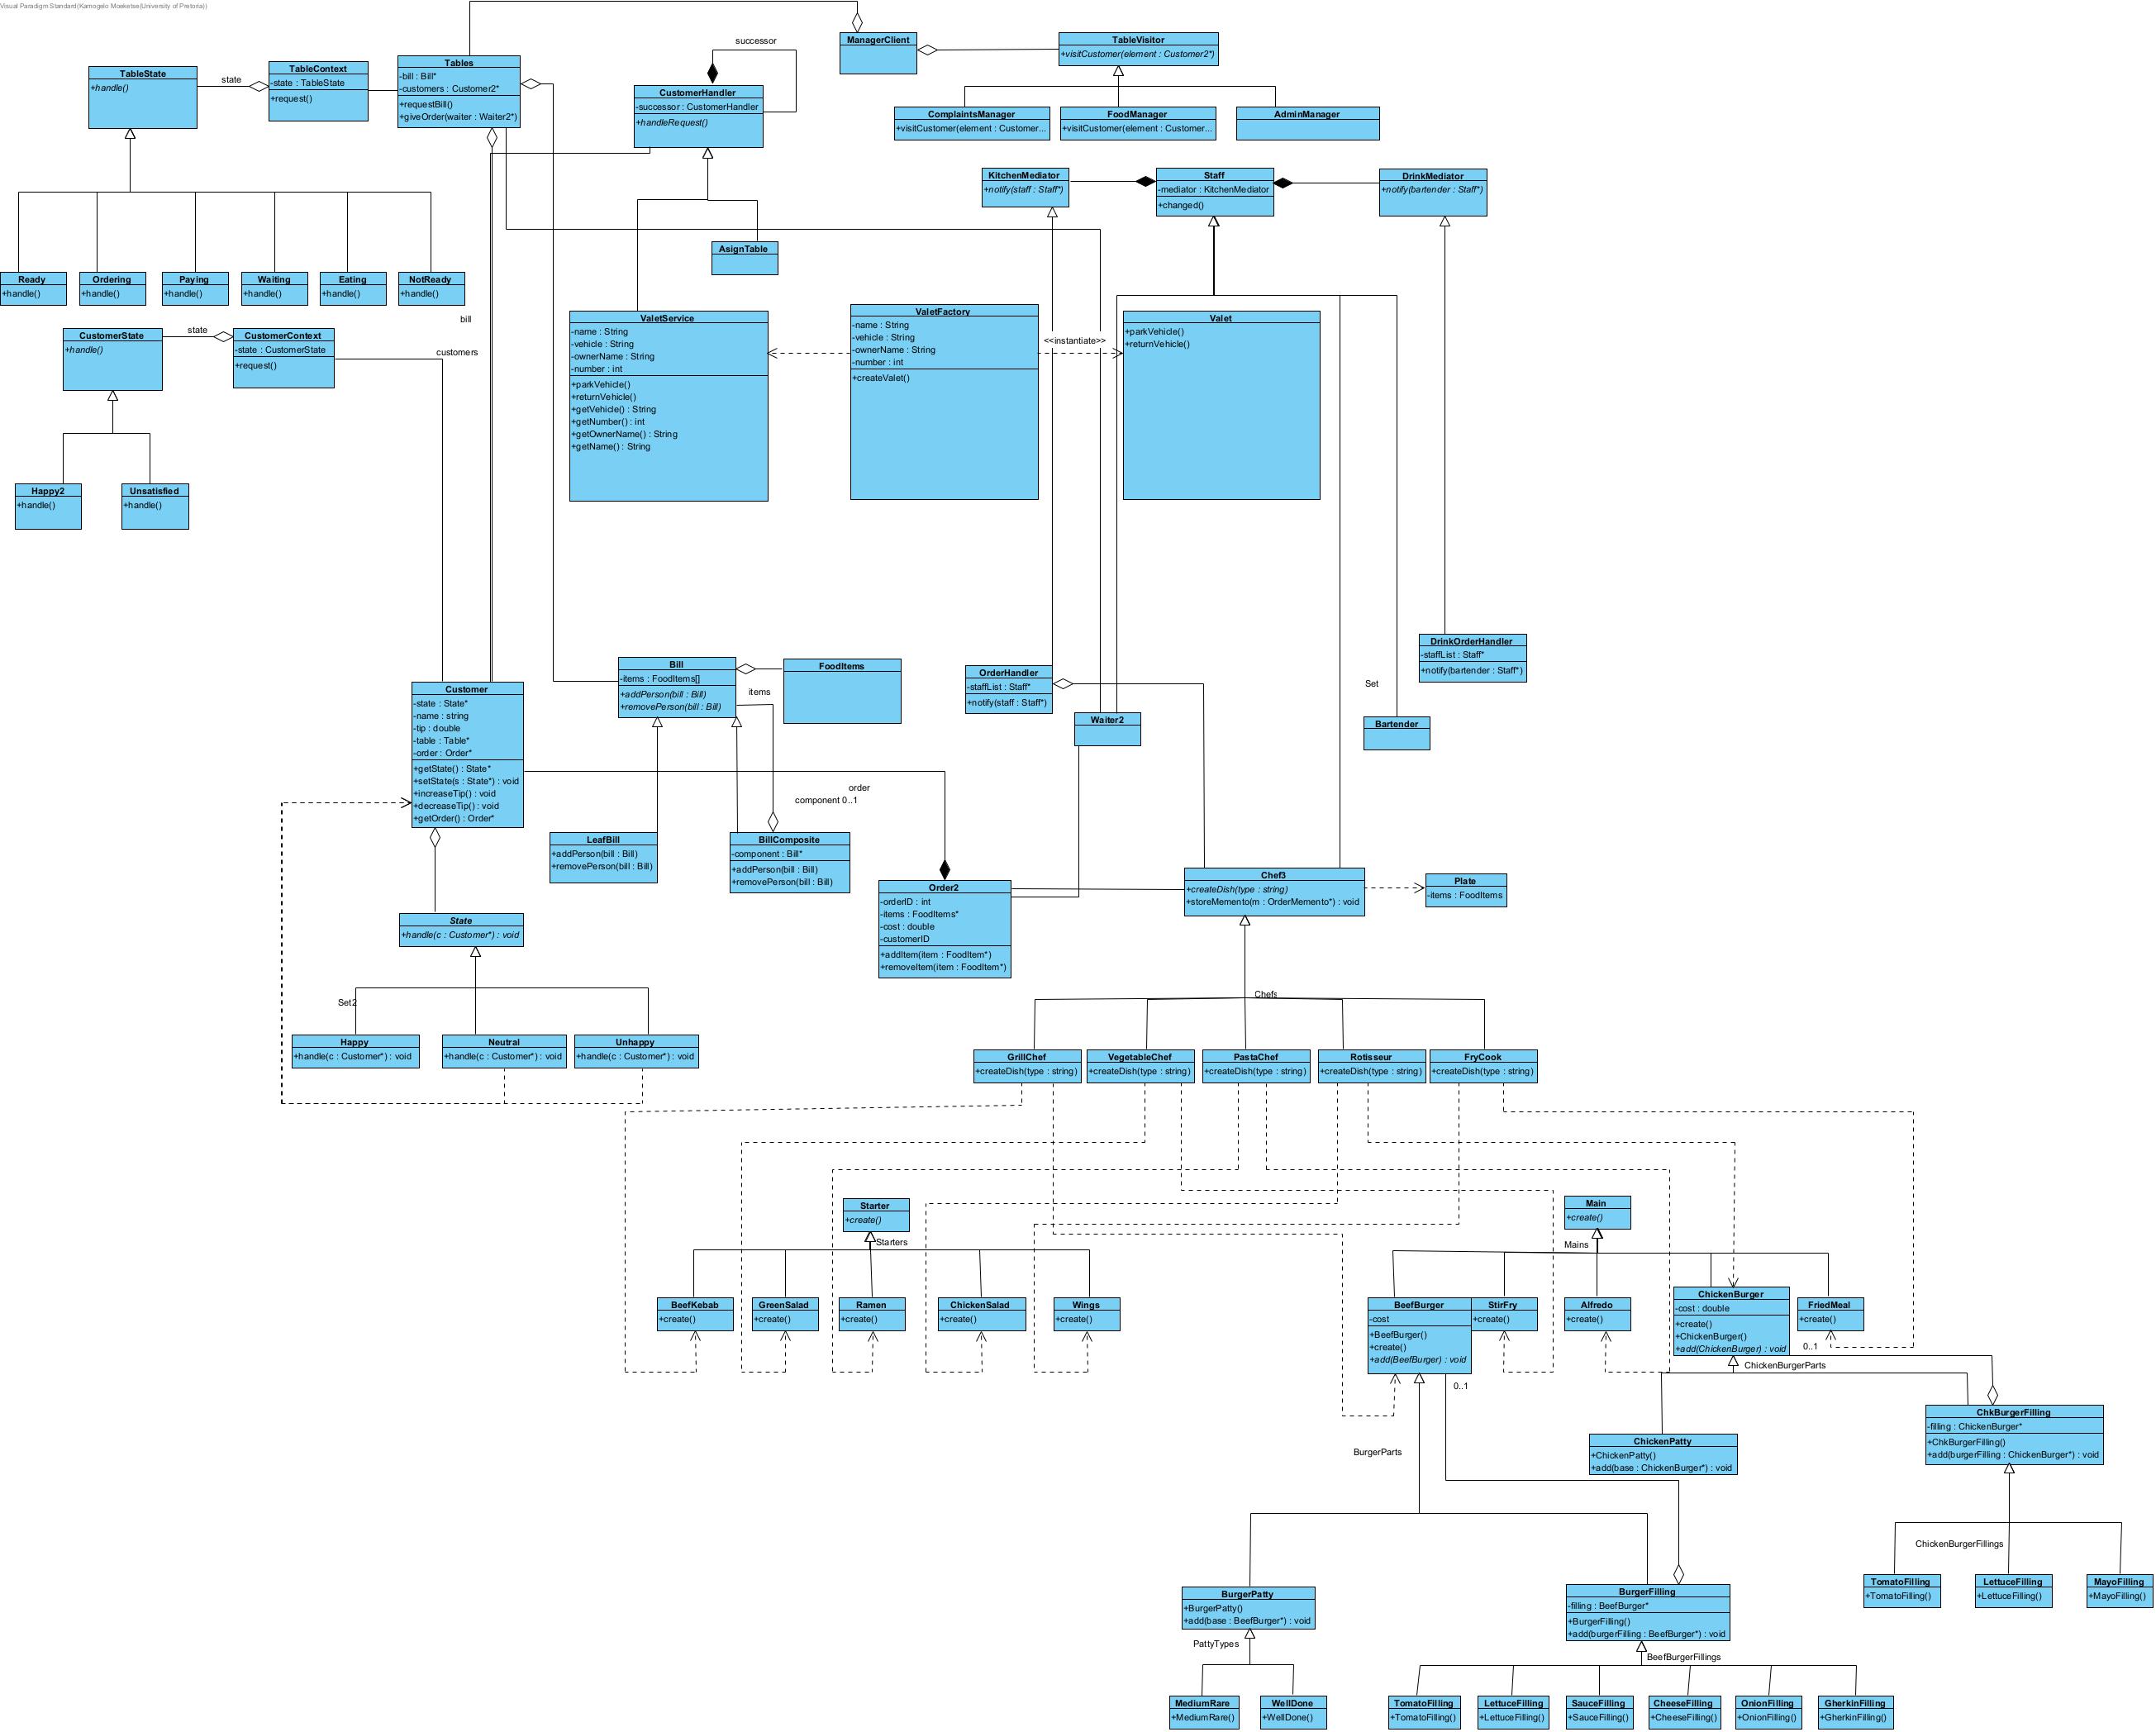 Visual Paradigm Standard(Kamogelo Moeketse(University of Pretoria))
TableState
+handle()
state
TableContext
-state : TableState
+request()
Tables
-bill : Bill*
-customers : Customer2*
+requestBill()
+giveOrder(waiter : Waiter2*)
successor
CustomerHandler
-successor : CustomerHandler
+handleRequest()
ManagerClient
TableVisitor
+visitCustomer(element : Customer2*)
ComplaintsManager
+visitCustomer(element : Customer...
FoodManager
+visitCustomer(element : Customer...
AdminManager
KitchenMediator
+notify(staff : Staff*)
Staff
-mediator : KitchenMediator
+changed()
DrinkMediator
+notify(bartender : Staff*)
AsignTable
Ready
+handle()
Ordering
+handle()
Paying
+handle()
Waiting
+handle()
Eating
+handle()
NotReady
+handle()
bill
CustomerState
+handle()
state
CustomerContext
-state : CustomerState
+request()
customers
Happy2
+handle()
Unsatisfied
+handle()
ValetService
-name : String
-vehicle : String
-ownerName : String
-number : int
+parkVehicle()
+returnVehicle()
+getVehicle() : String
+getNumber() : int
+getOwnerName() : String
+getName() : String
ValetFactory
-name : String
-vehicle : String
-ownerName : String
-number : int
+createValet()
<<instantiate>>
Valet
+parkVehicle()
+returnVehicle()
DrinkOrderHandler
-staffList : Staff*
+notify(bartender : Staff*)
Bill
-items : FoodItems[]
+addPerson(bill : Bill)
+removePerson(bill : Bill)
items
FoodItems
OrderHandler
-staffList : Staff*
+notify(staff : Staff*)
Set
Waiter2
Bartender
Customer
-state : State*
-name : string
-tip : double
-table : Table*
-order : Order*
+getState() : State*
+setState(s : State*) : void
+increaseTip() : void
+decreaseTip() : void
+getOrder() : Order*
order
component 0..1
LeafBill
+addPerson(bill : Bill)
+removePerson(bill : Bill)
BillComposite
-component : Bill*
+addPerson(bill : Bill)
+removePerson(bill : Bill)
Order2
-orderID : int
-items : FoodItems*
-cost : double
-customerID
+addItem(item : FoodItem*)
+removeItem(item : FoodItem*)
Chef3
+createDish(type : string)
+storeMemento(m : OrderMemento*) : void
Plate
-items : FoodItems
State
+handle(c : Customer*) : void
Set2
Happy
+handle(c : Customer*) : void
Neutral
+handle(c : Customer*) : void
Unhappy
+handle(c : Customer*) : void
Chefs
GrillChef
+createDish(type : string)
VegetableChef
+createDish(type : string)
PastaChef
+createDish(type : string)
Rotisseur
+createDish(type : string)
FryCook
+createDish(type : string)
Starter
+create()
Starters
Main
+create()
Mains
BeefKebab
+create()
GreenSalad
+create()
Ramen
+create()
ChickenSalad
+create()
Wings
+create()
BeefBurger
-cost
+BeefBurger()
+create()
+add(BeefBurger) : void
StirFry
+create()
Alfredo
+create()
ChickenBurger
-cost : double
+create()
+ChickenBurger()
+add(ChickenBurger) : void
FriedMeal
+create()
0..1
ChickenBurgerParts
0..1
BurgerParts
ChickenPatty
+ChickenPatty()
+add(base : ChickenBurger*) : void
ChkBurgerFilling
-filling : ChickenBurger*
+ChkBurgerFilling()
+add(burgerFilling : ChickenBurger*) : void
ChickenBurgerFillings
TomatoFilling
+TomatoFilling()
LettuceFilling
+LettuceFilling()
MayoFilling
+MayoFilling()
BurgerPatty
+BurgerPatty()
+add(base : BeefBurger*) : void
PattyTypes
BurgerFilling
-filling : BeefBurger*
+BurgerFilling()
+add(burgerFilling : BeefBurger*) : void
BeefBurgerFillings
MediumRare
+MediumRare()
WellDone
+WellDone()
TomatoFilling
+TomatoFilling()
LettuceFilling
+LettuceFilling()
SauceFilling
+SauceFilling()
CheeseFilling
+CheeseFilling()
OnionFilling
+OnionFilling()
GherkinFilling
+GherkinFilling()